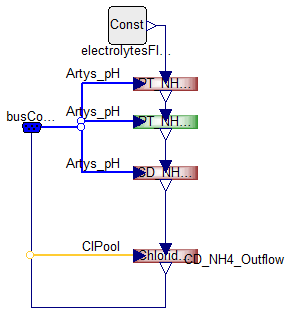 Const
electrolytesFl...
Artys_pH
PT_NH...
Artys_pH
busCo...
PT_NH...
Artys_pH
CD_NH...
ClPool
Chlorid...
CD_NH4_Outflow